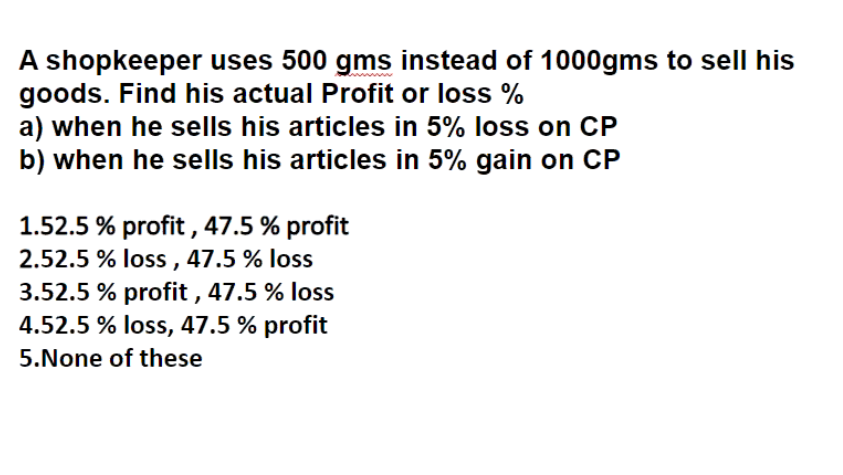 A shopkeeper uses 500 gms instead of 1000gms to sell his
goods. Find his actual Profit or loss %
a) when he sells his articles in 5% loss on CP
b) when he sells his articles in 5% gain on CP
1.52.5 % profit , 47.5 % profit
2.52.5 % loss , 47.5 % loss
3.52.5 % profit , 47.5 % loss
4.52.5 % loss, 47.5 % profit
5.None of these